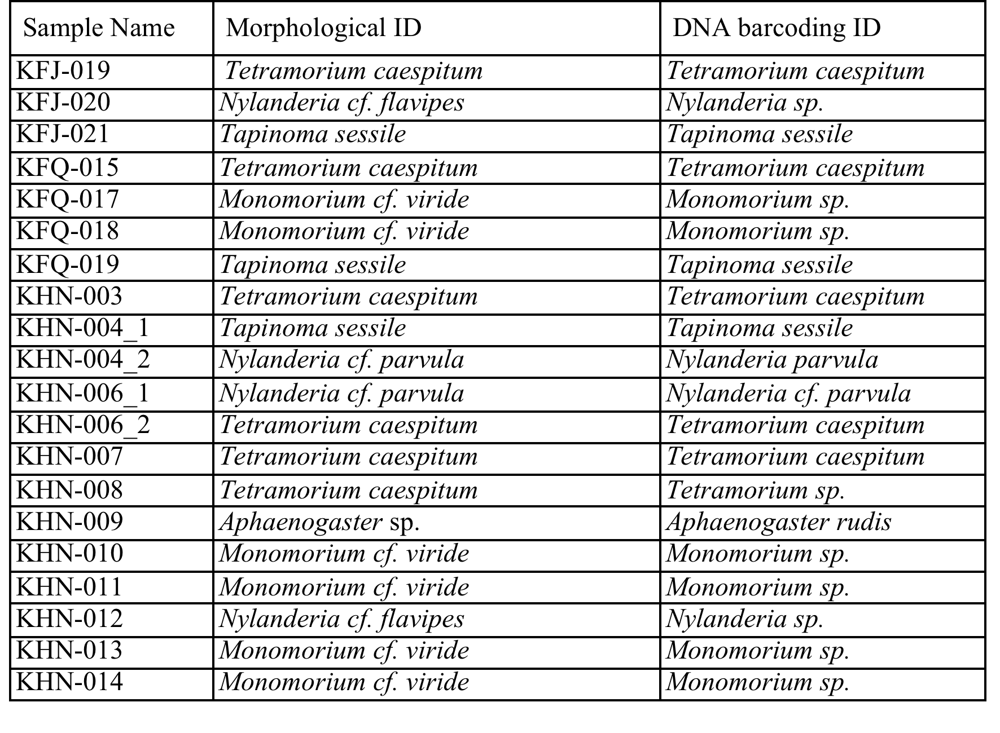 Sample Name Morphological ID DNA barcoding ID
KFJ-019 Tetramorium caespitum Tetramorium caespitum
KFJ-020 Nylanderia cf. flavipes Nylanderia sp.
KFJ-021 Tapinoma sessile Tapinoma sessile
KFQ-015 Tetramorium caespitum Tetramorium caespitum
KFQ-017 Monomorium cf. viride Monomorium sp.
KFQ-018 Monomorium cf. viride Monomorium sp.
KFQ-019 Tapinoma sessile Tapinoma sessile
KHN-003 Tetramorium caespitum Tetramorium caespitum
KHN-004_1 Tapinoma sessile Tapinoma sessile
KHN-004_2 Nylanderia cf. parvula Nylanderia parvula
KHN-006_1 Nylanderia cf. parvula Nylanderia cf. parvula
KHN-006_2 Tetramorium caespitum Tetramorium caespitum
KHN-007 Tetramorium caespitum Tetramorium caespitum
KHN-008 Tetramorium caespitum Tetramorium sp.
KHN-009 Aphaenogaster sp. Aphaenogaster rudis
KHN-010 Monomorium cf. viride Monomorium sp.
KHN-011 Monomorium cf. viride Monomorium sp.
KHN-012 Nylanderia cf. flavipes Nylanderia sp.
KHN-013 Monomorium cf. viride Monomorium sp.
KHN-014 Monomorium cf. viride Monomorium sp.